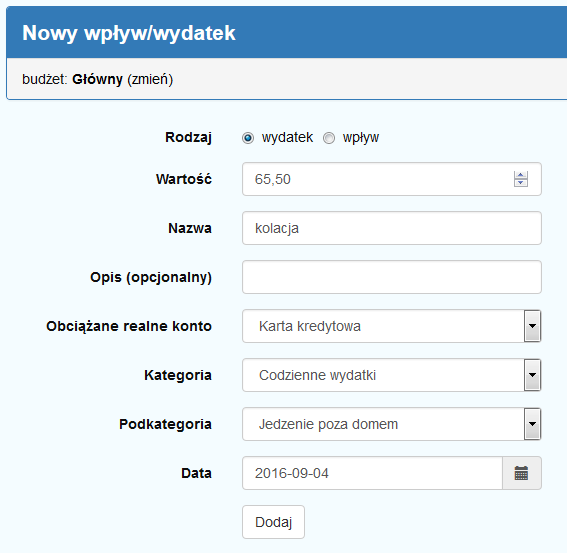 Nowy wpływ/wydatek
budżet: Główny (zmień)
Rodzaj wydatek wpływ
Wartość 65,50
Nazwa kolacja
Opis (opcjonalny)
Obciążane realne konto Karta kredytowa
Kategoria Codzienne wydatki
Podkategoria Jedzenie poza domem
Data 2016-09-04
Dodaj